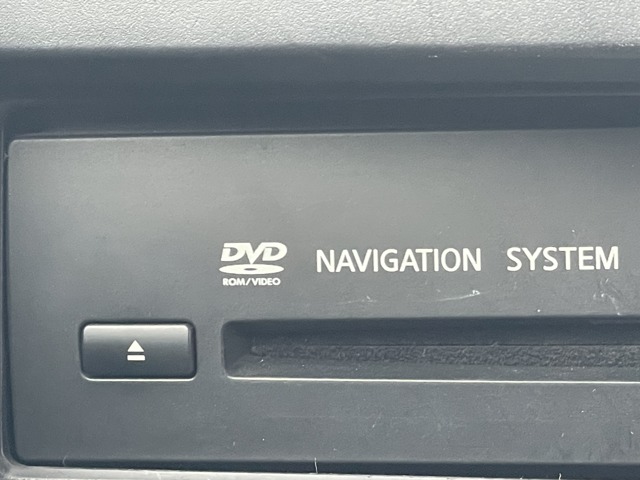 DVD NAVIGATION SYSTEM
ROM/VIDEO